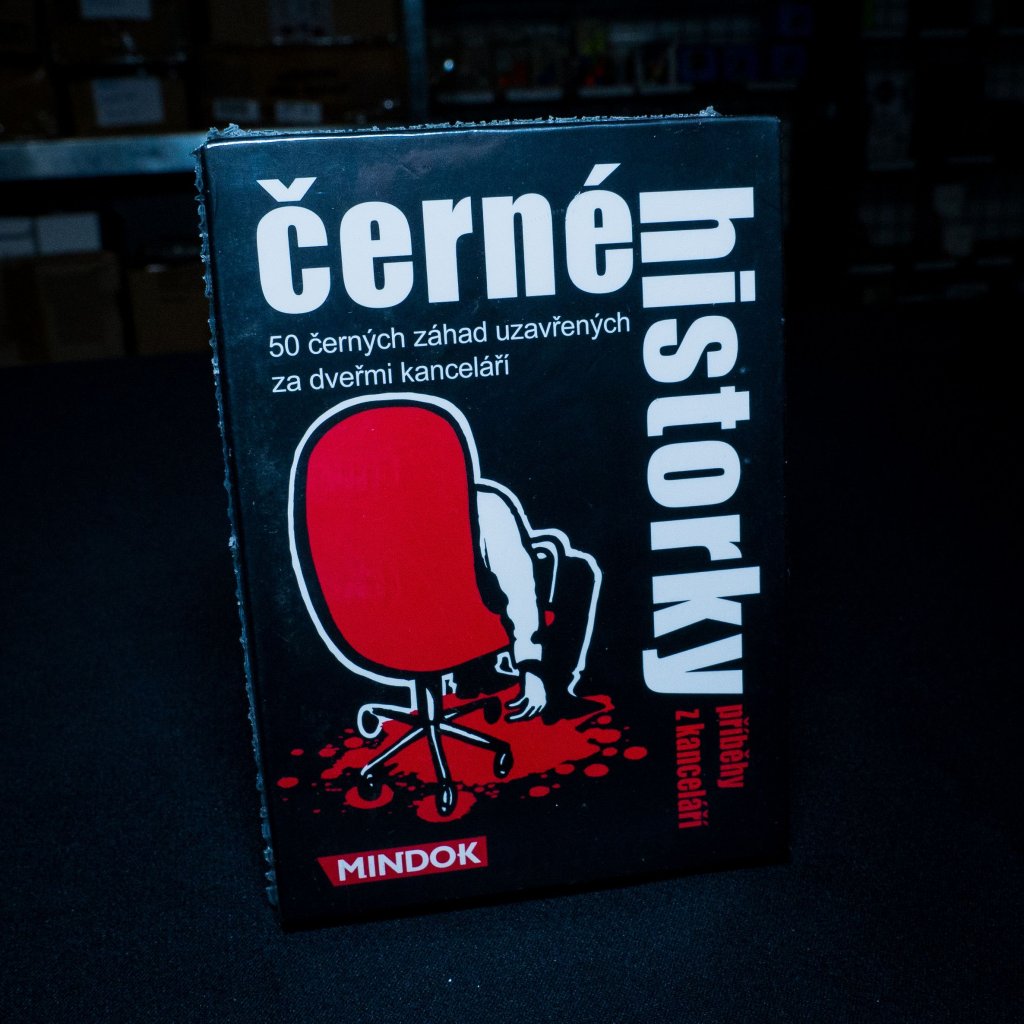 černé
historky
50 černých záhad uzavřených
za dveřmi kanceláří
příběhy
z kanceláří
MINDOK